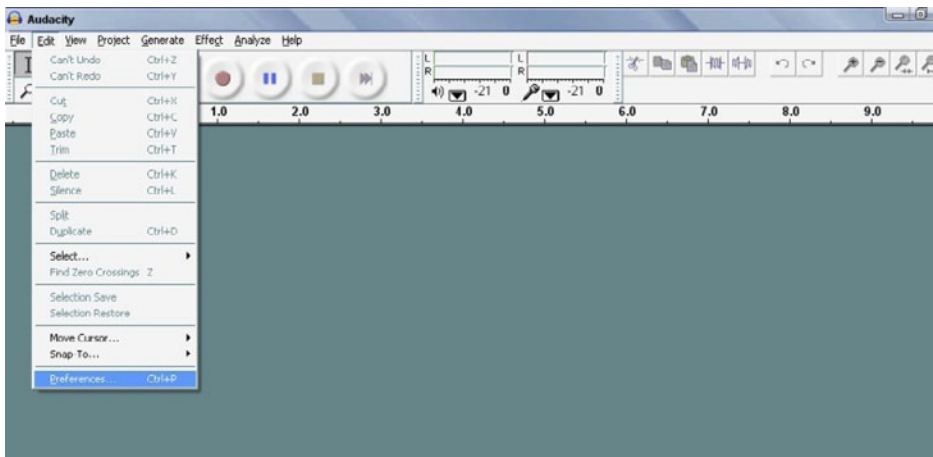 Audacity
File Edit View Project Generate Effect Analyze Help
Can't Undo Ctrl+Z
Can't Redo Ctrl+Y
Cut Ctrl+X
Copy Ctrl+C
Paste Ctrl+V
Trim Ctrl+T
Delete Ctrl+K
Silence Ctrl+L
Split
Duplicate Ctrl+D
Select...
Find Zero Crossings Z
Selection Save
Selection Restore
Move Cursor...
Snap-To...
Preferences... Ctrl+P
L L
R R
-21 0 -21 0
1.0 2.0 3.0 4.0 5.0 6.0 7.0 8.0 9.0